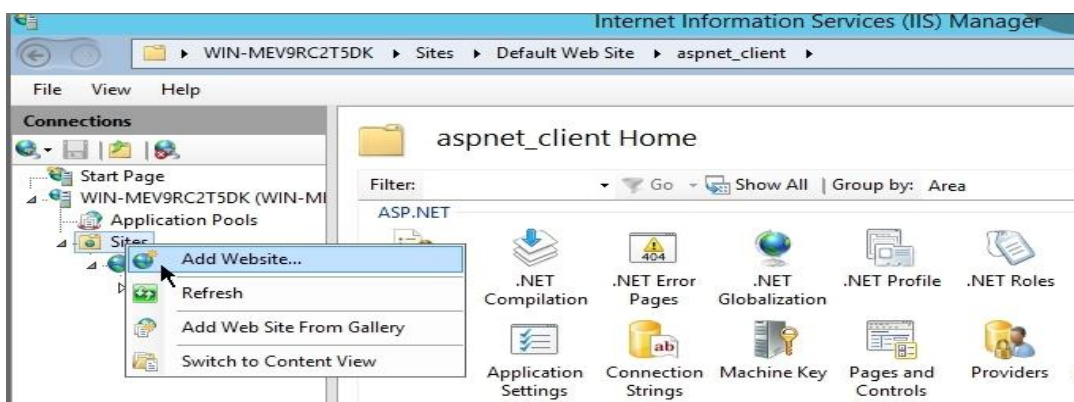 Internet Information Services (IIS) Manager
WIN-MEV9RC2T5DK Sites Default Web Site aspnet_client
File View Help
Connections
Start Page
WIN-MEV9RC2T5DK (WIN-ME
Application Pools
Sites
Add Website...
Refresh
Add Web Site From Gallery
Switch to Content View
aspnet_client Home
Filter: Go Show All Group by: Area
ASP.NET
.NET Compilation
.NET Error Pages
.NET Globalization
.NET Profile
.NET Roles
404
Application Settings
Connection Strings
ab
Machine Key
Pages and Controls
Providers